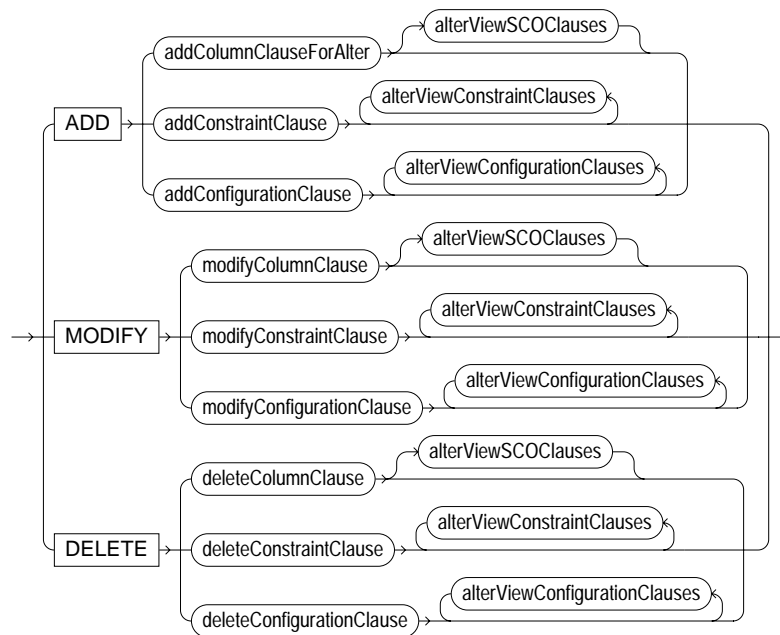 alterViewSCOClauses
addColumnClauseForAlter
alterViewConstraintClauses
ADD
addConstraintClause
alterViewConfigurationClauses
addConfigurationClause
alterViewSCOClauses
modifyColumnClause
alterViewConstraintClauses
MODIFY
modifyConstraintClause
alterViewConfigurationClauses
modifyConfigurationClause
alterViewSCOClauses
deleteColumnClause
alterViewConstraintClauses
DELETE
deleteConstraintClause
alterViewConfigurationClauses
deleteConfigurationClause